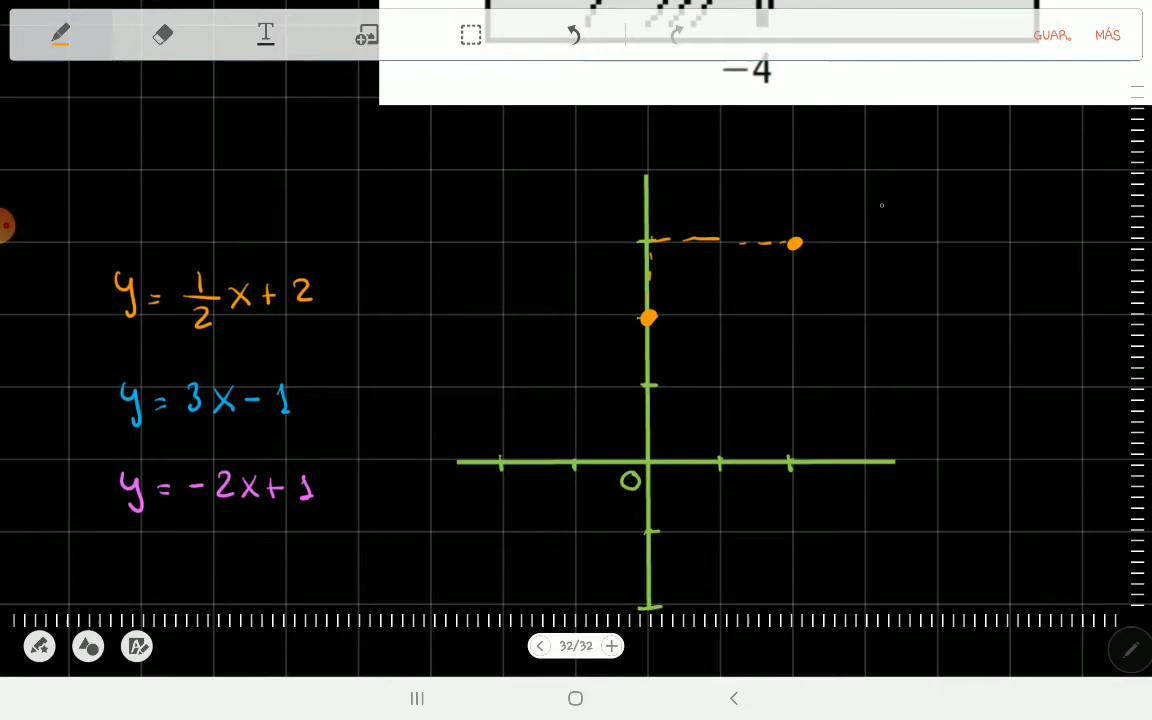 T
GUAR.
MÁS
-4
y = 1/2 x + 2
y = 3x - 1
y = -2x + 1
0
32/32